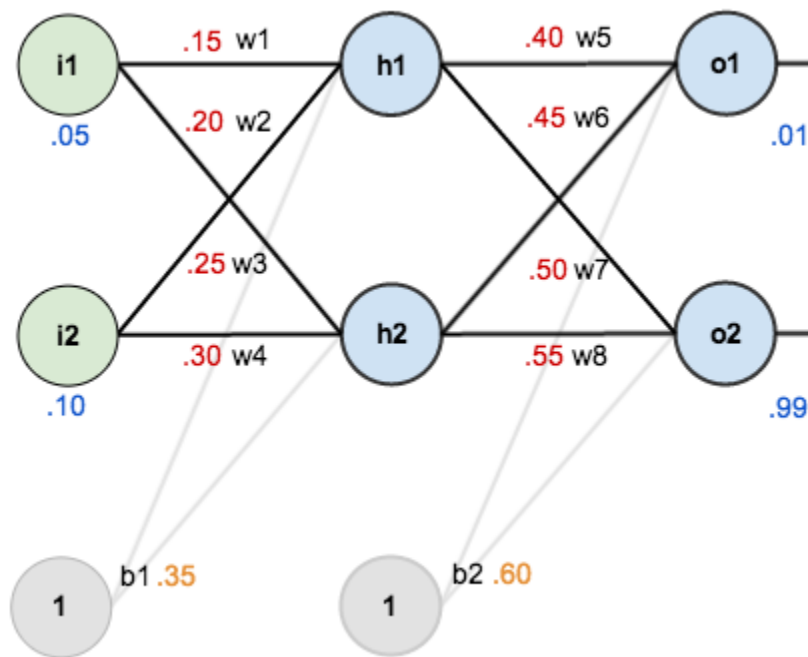 .15 w1
.40 w5
i1
h1
o1
.20 w2
.45 w6
.05
.01
.25 w3
.50 w7
i2
h2
o2
.30 w4
.55 w8
.10
.99
b1 .35
b2 .60
1
1